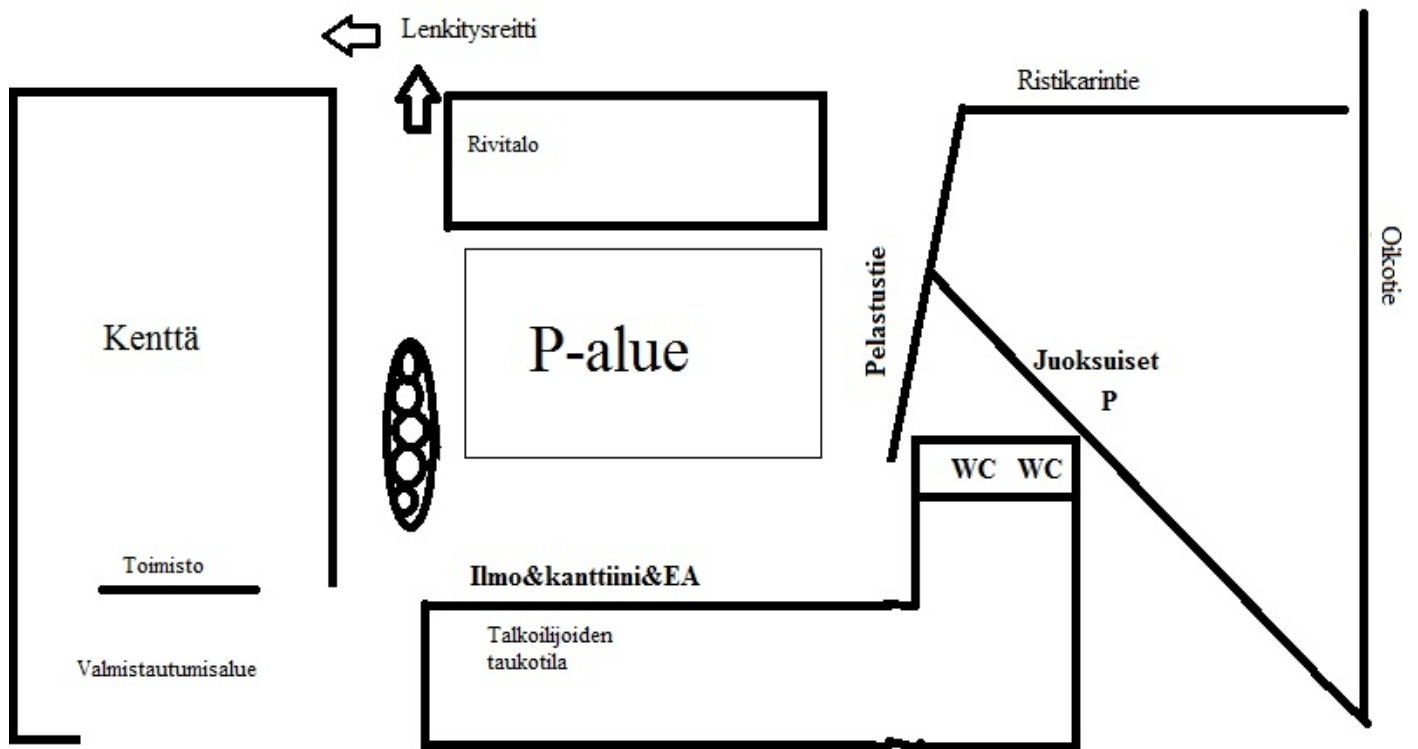 Lenkitysreitti
Ristikarintie
Rivitalo
Oikotie
Pelastustie
Kenttä
P-alue
Juoksuiset
P
WC WC
Toimisto
Ilmo&kanttiini&EA
Talkoilijoiden
taukotila
Valmistautumisalue